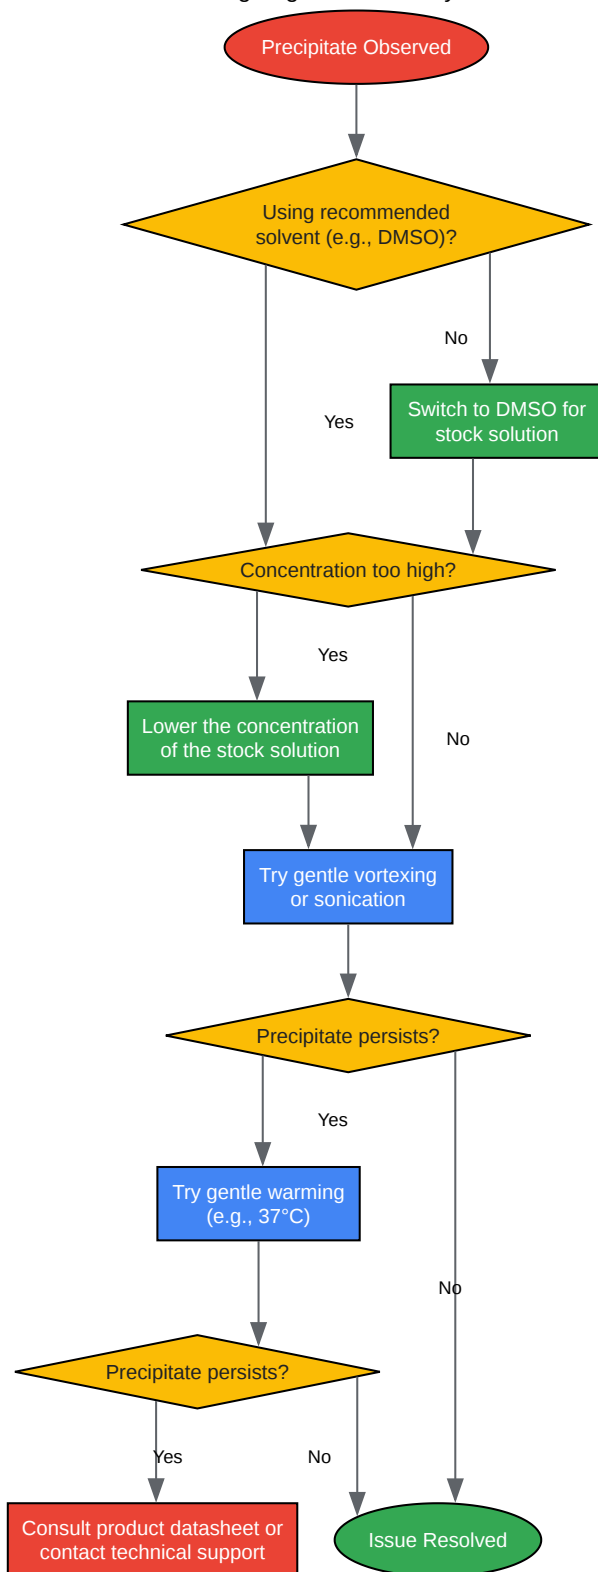 Precipitate Observed
Using recommended
solvent (e.g., DMSO)?
No
Switch to DMSO for
stock solution
Yes
Concentration too high?
Yes
Lower the concentration
of the stock solution
No
Try gentle vortexing
or sonication
Precipitate persists?
Yes
Try gentle warming
(e.g., 37°C)
No
Precipitate persists?
Yes
No
Consult product datasheet or
contact technical support
Issue Resolved